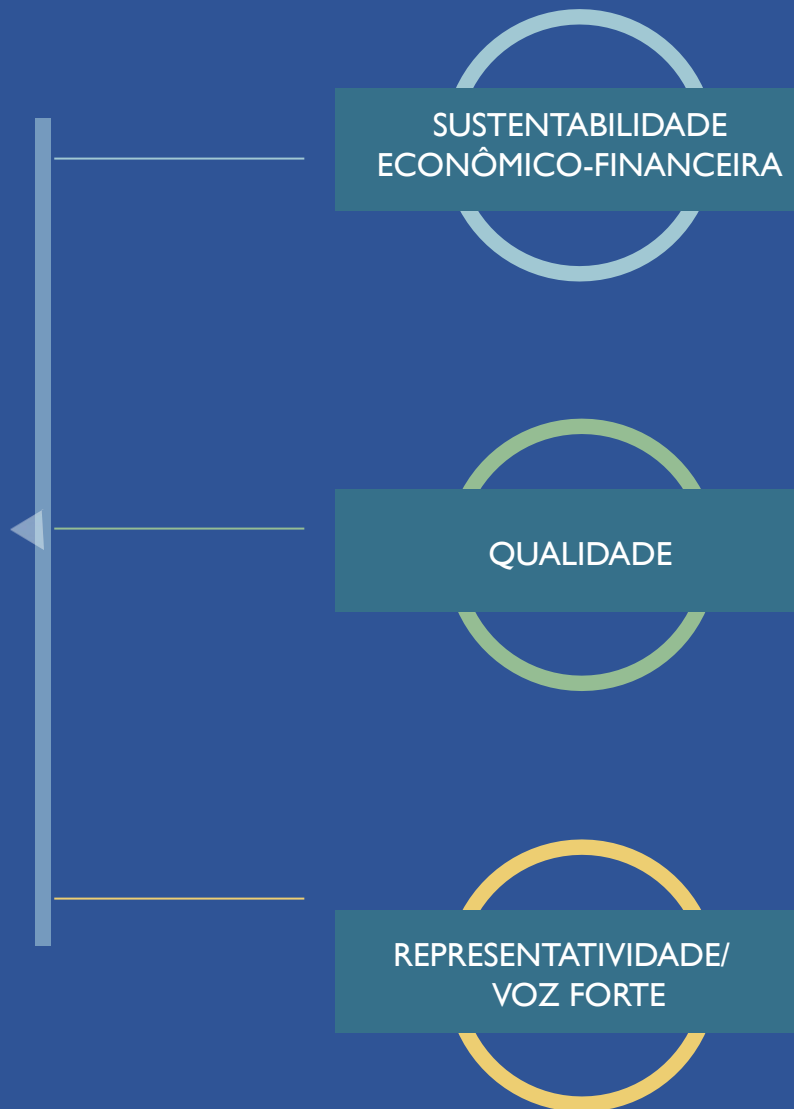 SUSTENTABILIDADE
ECONÔMICO-FINANCEIRA
QUALIDADE
REPRESENTATIVIDADE/
VOZ FORTE